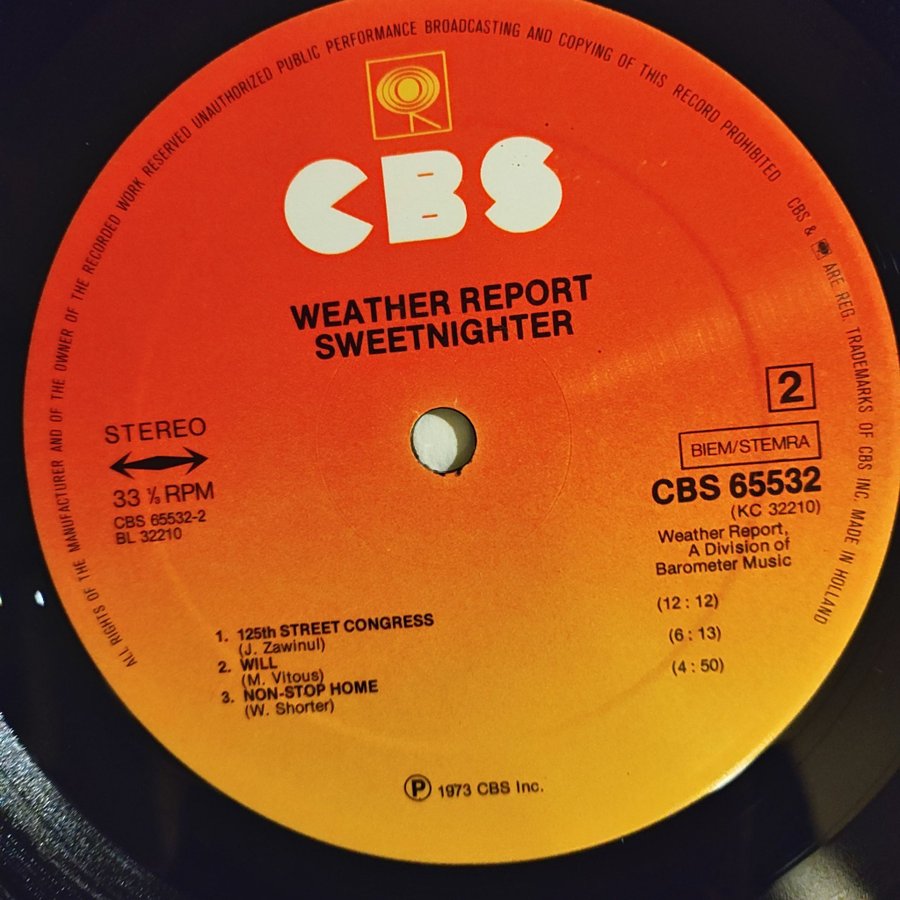 ALL RIGHTS OF THE MANUFACTURER AND OF THE OWNER OF THE RECORDED WORK RESERVED UNAUTHORIZED PUBLIC PERFORMANCE BROADCASTING AND COPYING OF THIS RECORD PROHIBITED
CBS & ARE REG. TRADEMARKS OF CBS INC. MADE IN HOLLAND
CBS
WEATHER REPORT
SWEETNIGHTER
2
STEREO
BIEM/STEMRA
33 ⅓ RPM
CBS 65532
CBS 65532-2
(KC 32210)
BL 32210
Weather Report,
A Division of
Barometer Music
1. 125th STREET CONGRESS (12 : 12)
(J. Zawinul)
2. WILL (6 : 13)
(M. Vitous)
3. NON-STOP HOME (4 : 50)
(W. Shorter)
Ⓟ 1973 CBS Inc.